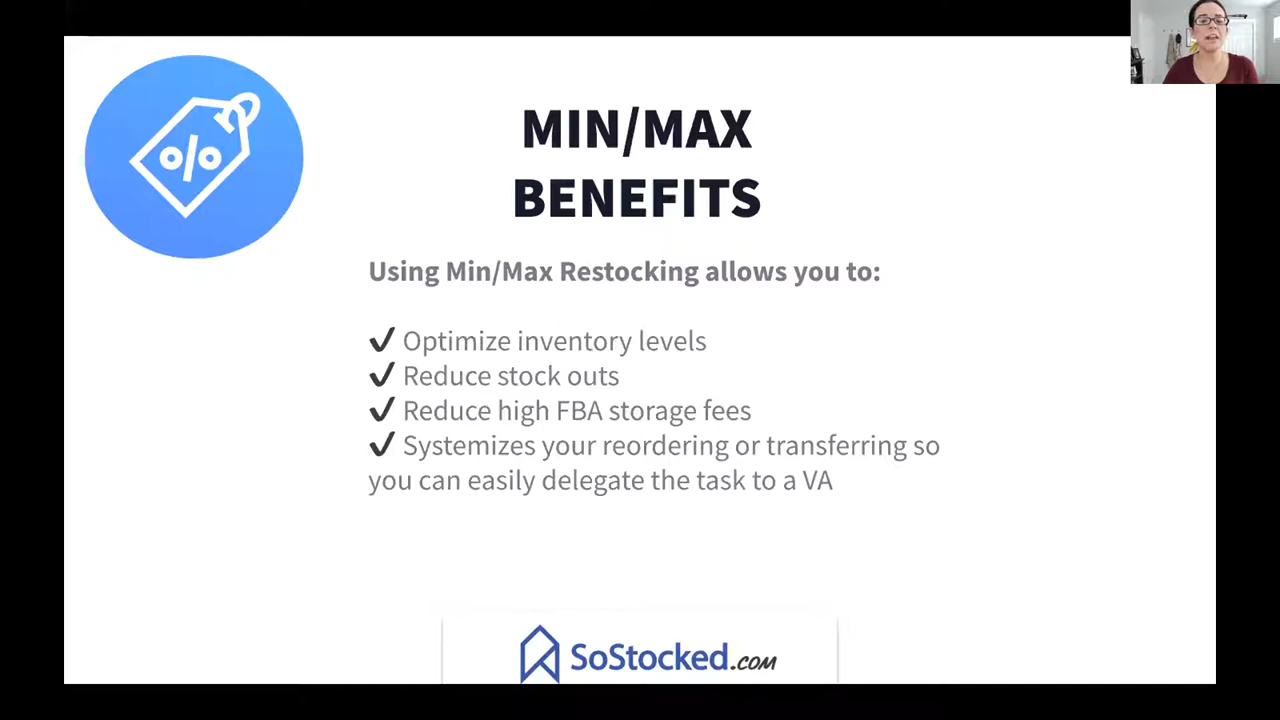 %
MIN/MAX
BENEFITS
Using Min/Max Restocking allows you to:
✔ Optimize inventory levels
✔ Reduce stock outs
✔ Reduce high FBA storage fees
✔ Systemizes your reordering or transferring so
you can easily delegate the task to a VA
SoStocked.COM